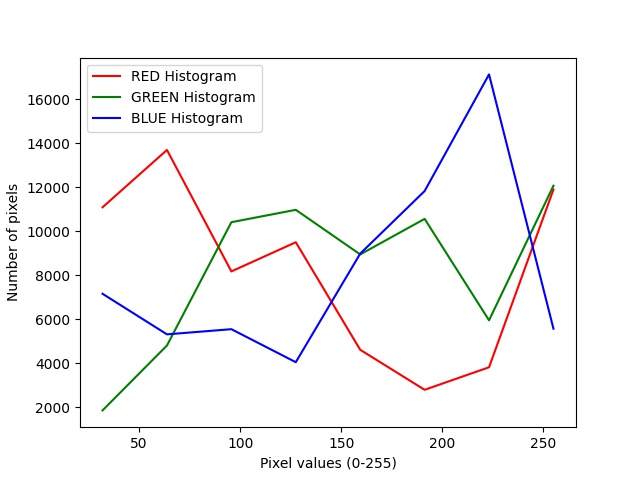 RED Histogram
GREEN Histogram
BLUE Histogram
16000
14000
12000
10000
8000
6000
4000
2000
Number of pixels
50 100 150 200 250
Pixel values (0-255)